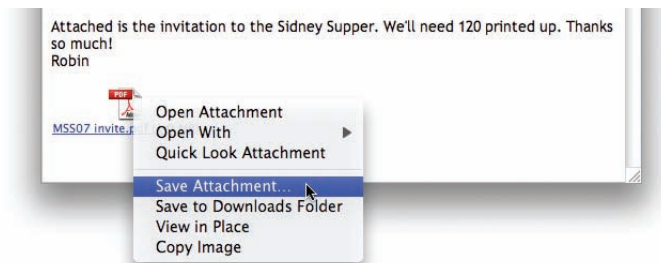 Attached is the invitation to the Sidney Supper. We'll need 120 printed up. Thanks
so much!
Robin
PDF
MSS07 invite.p
Open Attachment
Open With
Quick Look Attachment
Save Attachment...
Save to Downloads Folder
View in Place
Copy Image